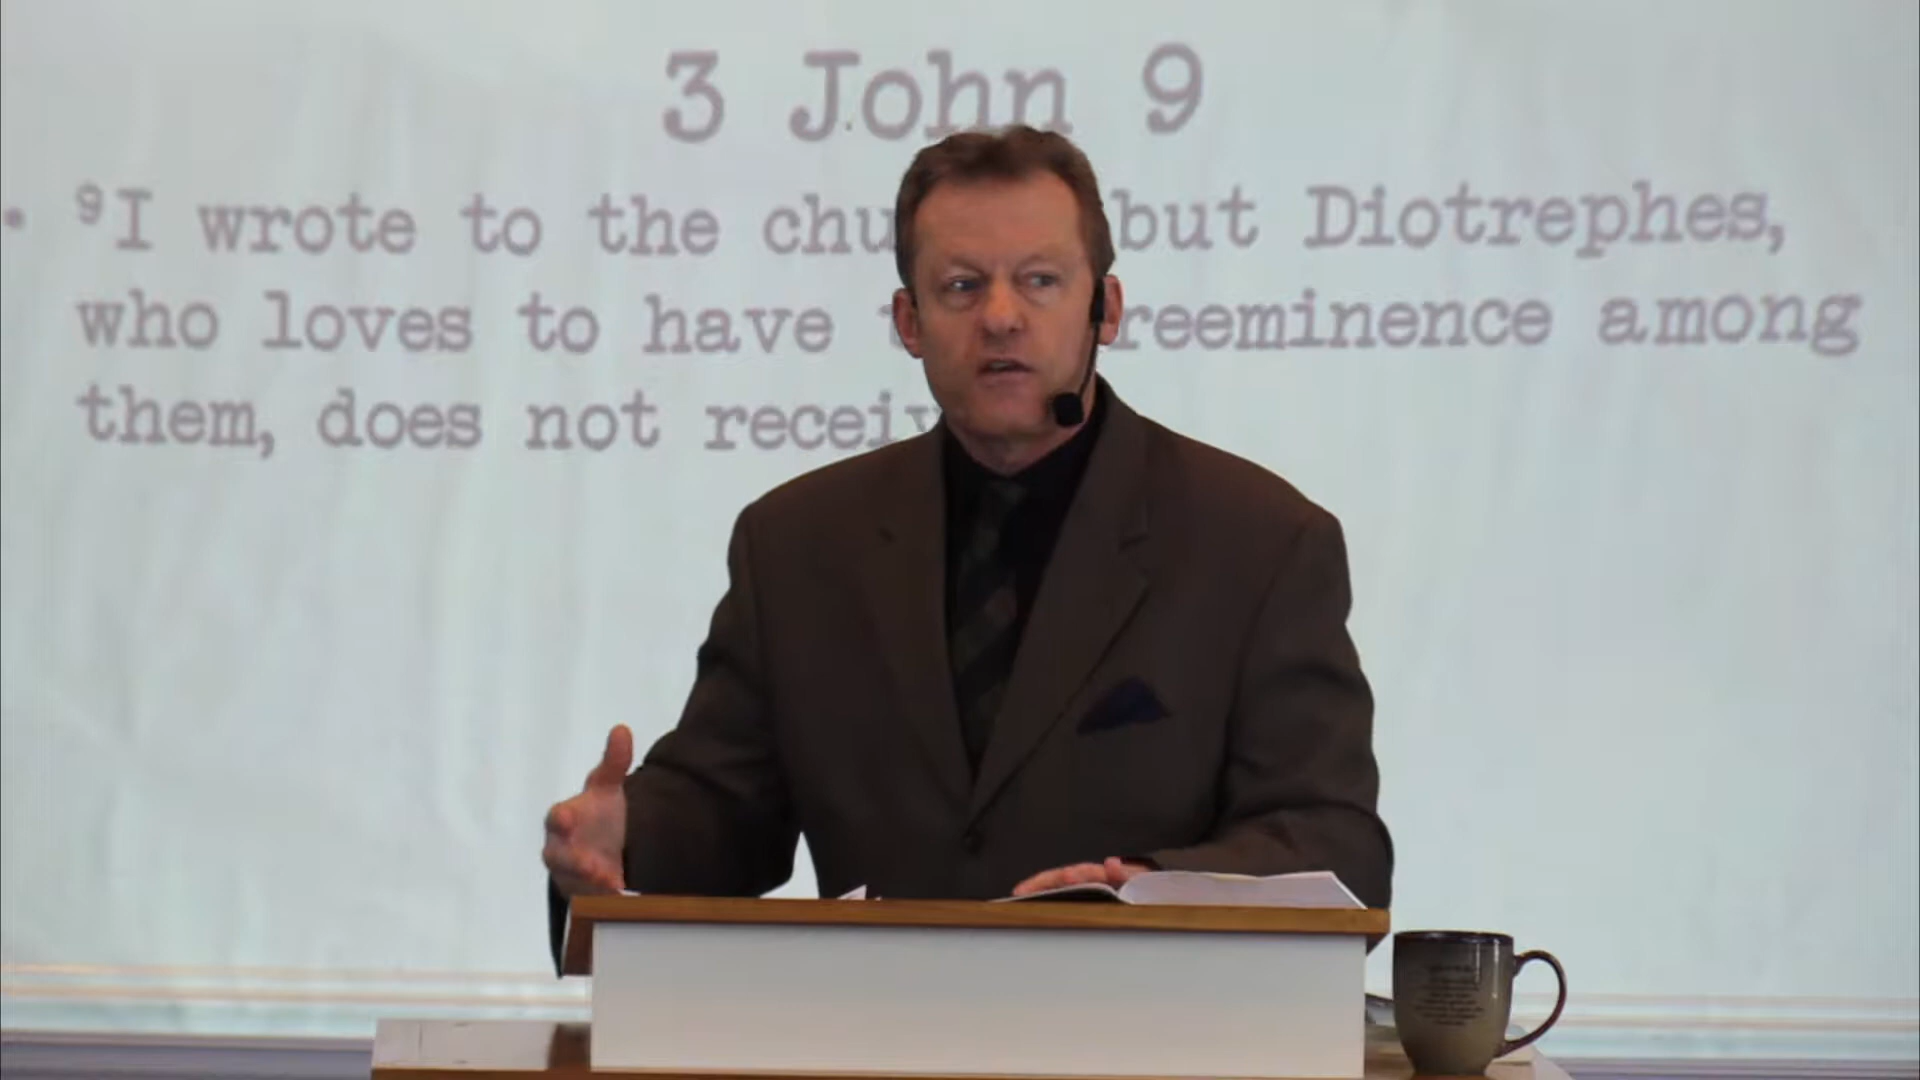 3 John 9
• ⁹I wrote to the chu but Diotrephes,
who loves to have reeminence among
them, does not receiv